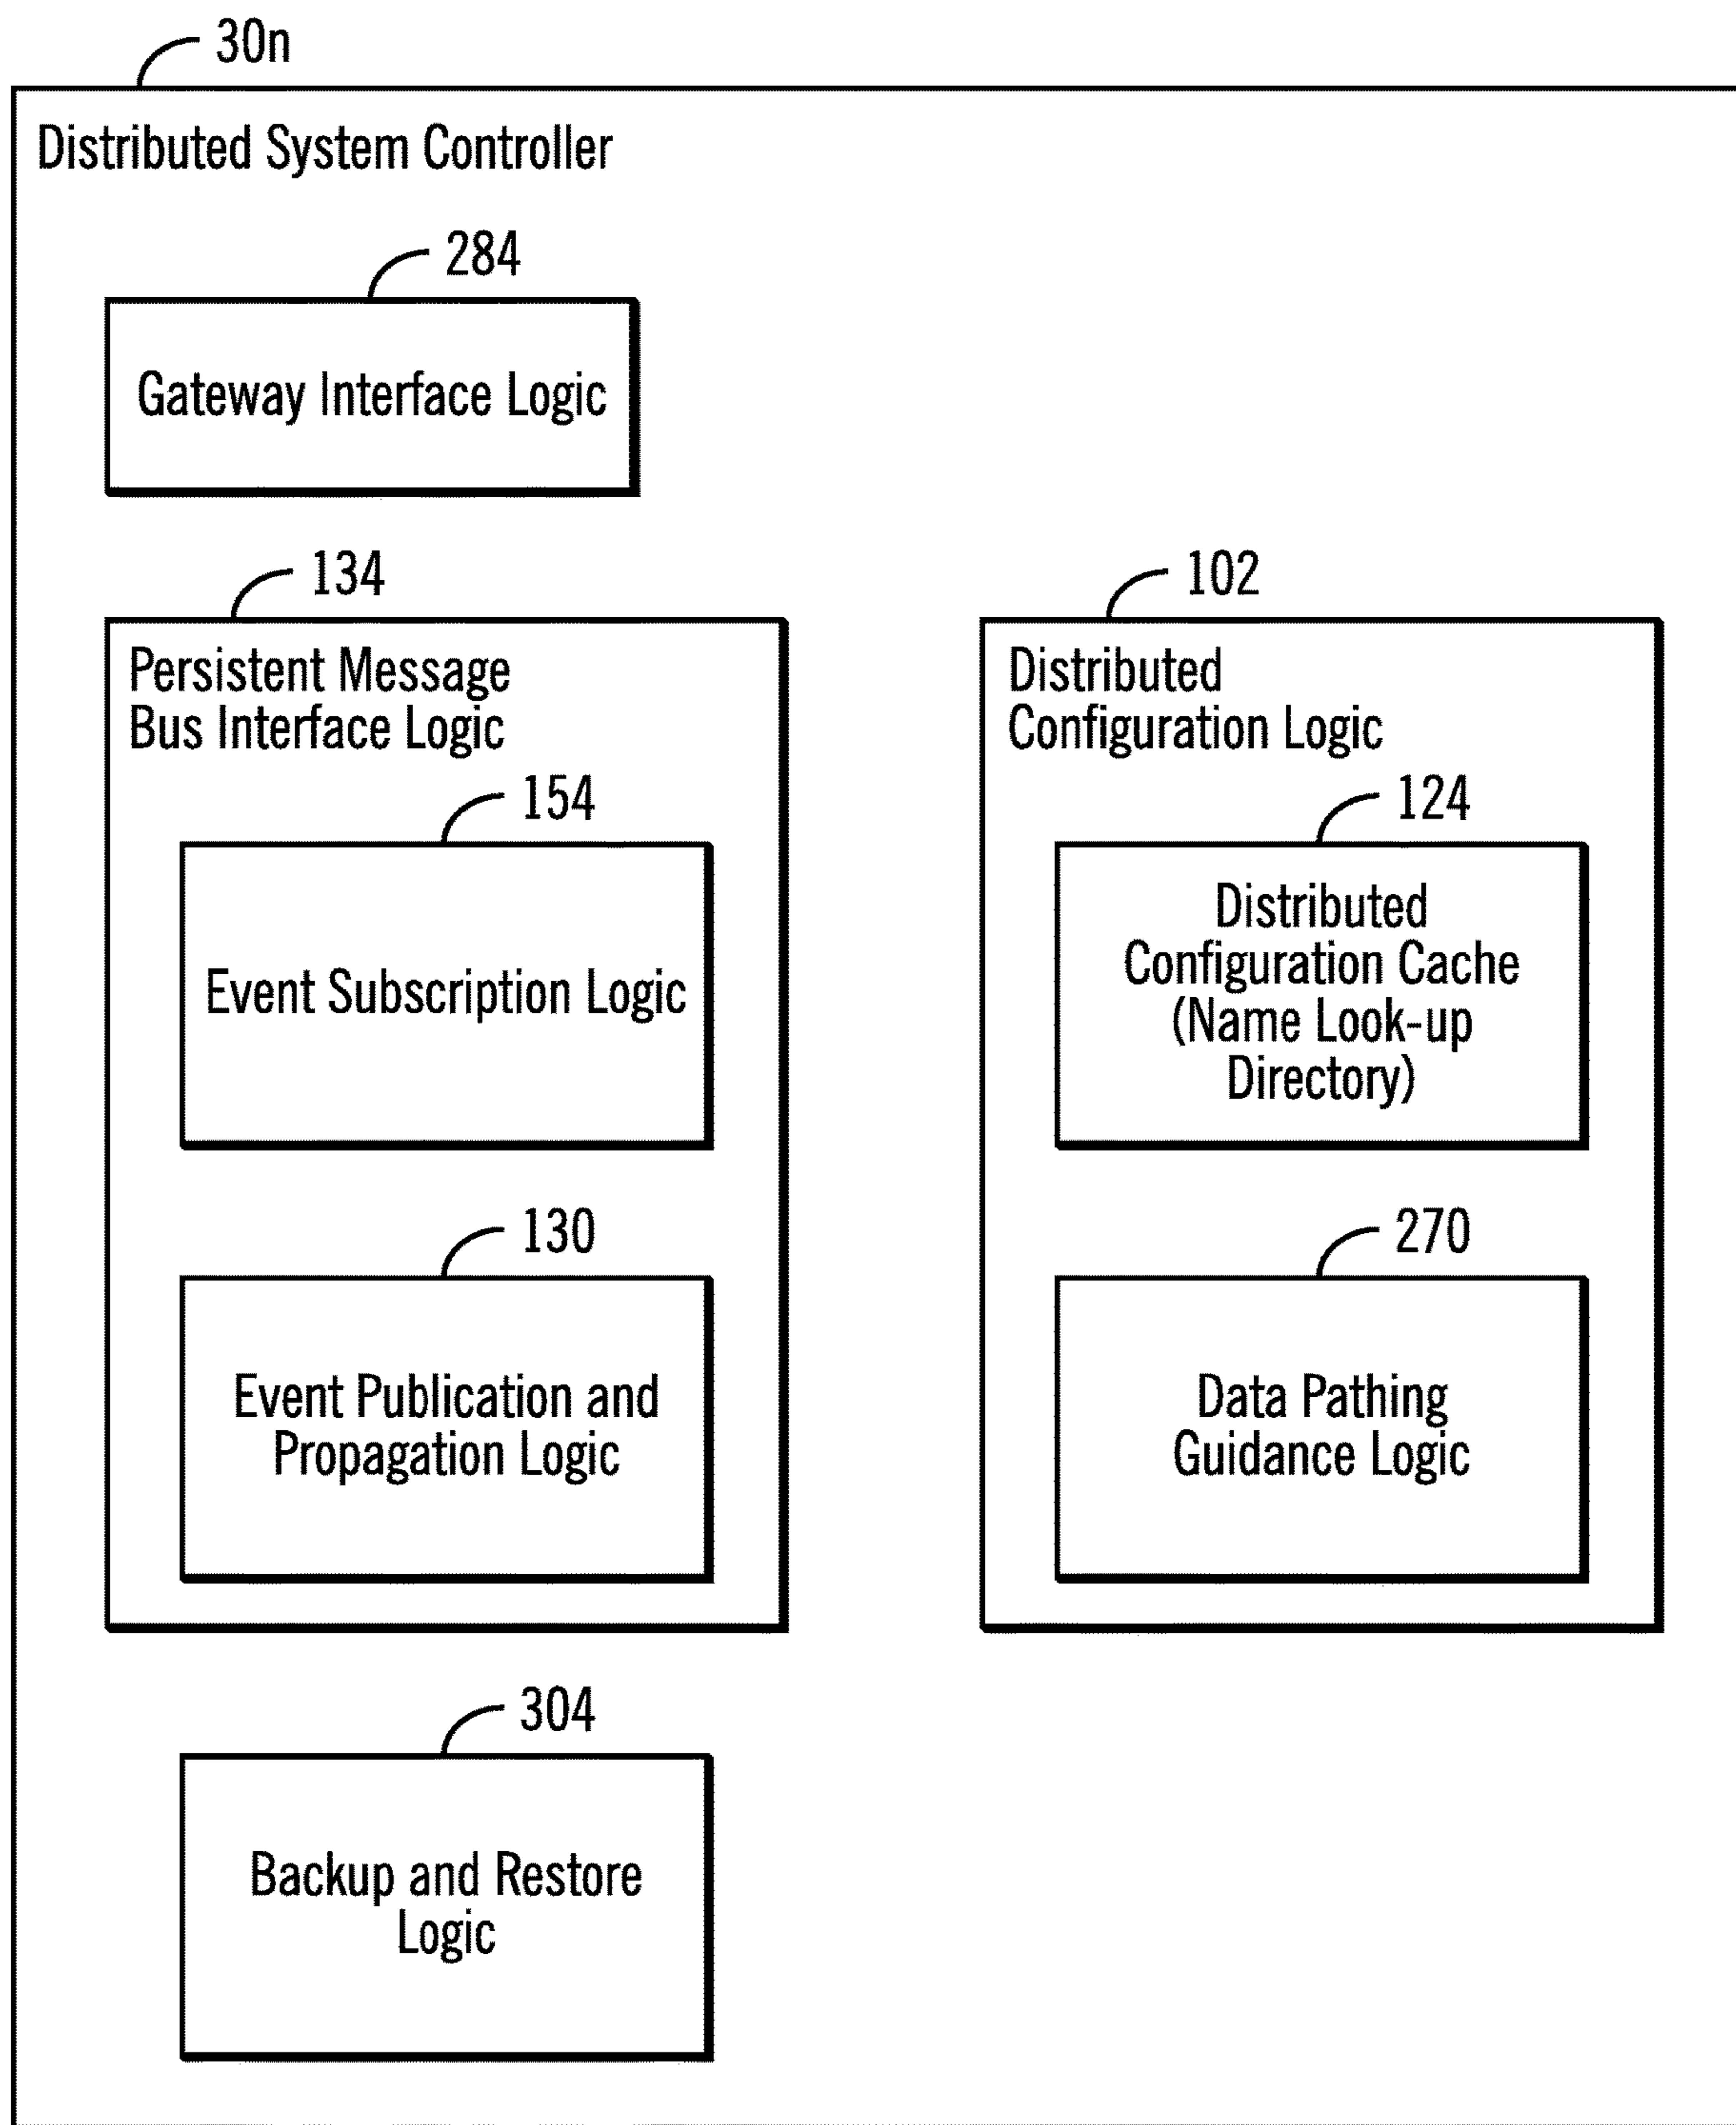 30n
Distributed System Controller
284
Gateway Interface Logic
134
Persistent Message
Bus Interface Logic
154
Event Subscription Logic
130
Event Publication and
Propagation Logic
102
Distributed
Configuration Logic
124
Distributed
Configuration Cache
(Name Look-up
Directory)
270
Data Pathing
Guidance Logic
304
Backup and Restore
Logic